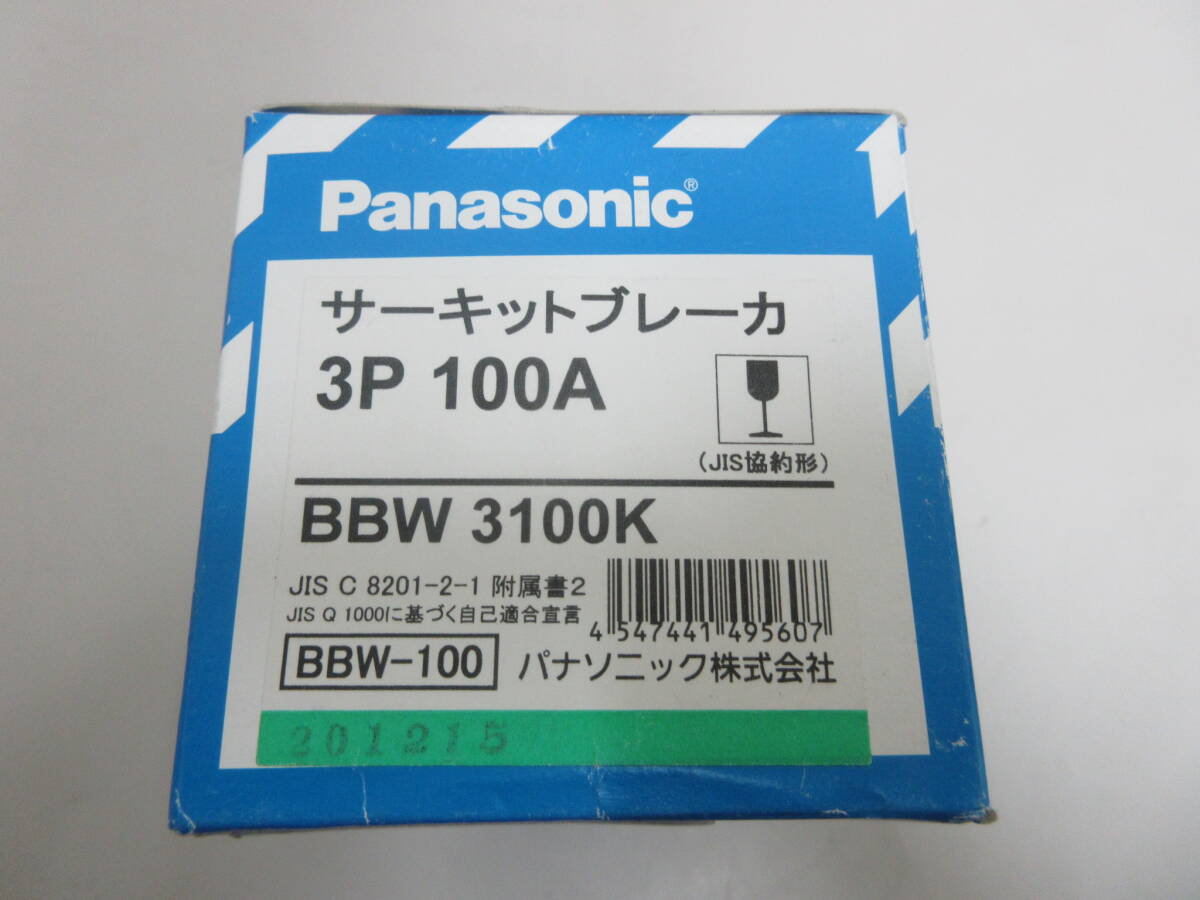 Panasonic®
サーキットブレーカ
3P 100A
(JIS協約形)
BBW 3100K
JIS C 8201-2-1 附属書2
JIS Q 1000に基づく自己適合宣言
4 547441 495607
BBW-100 パナソニック株式会社
201215